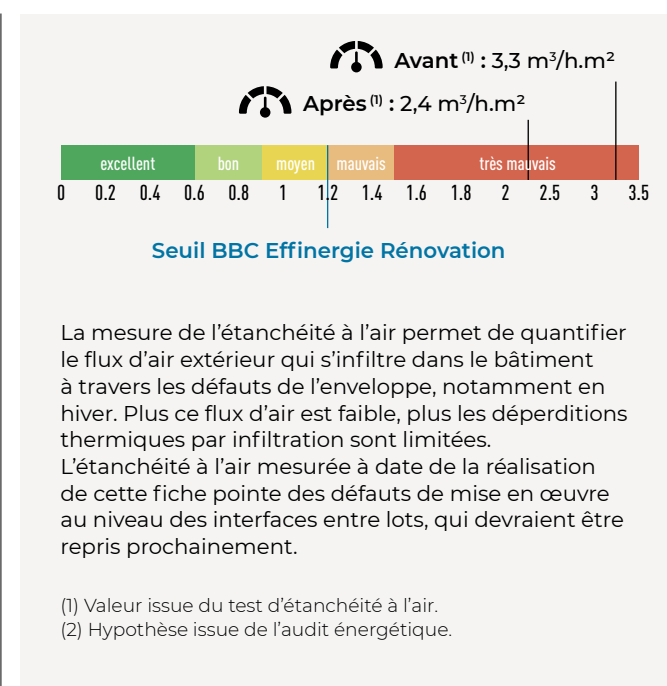 Avant (1) : 3,3 m³/h.m²
Après (1) : 2,4 m³/h.m²
excellent bon moyen mauvais très mauvais
0 0.2 0.4 0.6 0.8 1 1.2 1.4 1.6 1.8 2 2.5 3 3.5
Seuil BBC Effinergie Rénovation
La mesure de l’étanchéité à l’air permet de quantifier
le flux d’air extérieur qui s’infiltre dans le bâtiment
à travers les défauts de l’enveloppe, notamment en
hiver. Plus ce flux d’air est faible, plus les déperditions
thermiques par infiltration sont limitées.
L’étanchéité à l’air mesurée à date de la réalisation
de cette fiche pointe des défauts de mise en œuvre
au niveau des interfaces entre lots, qui devraient être
repris prochainement.
(1) Valeur issue du test d’étanchéité à l’air.
(2) Hypothèse issue de l’audit énergétique.